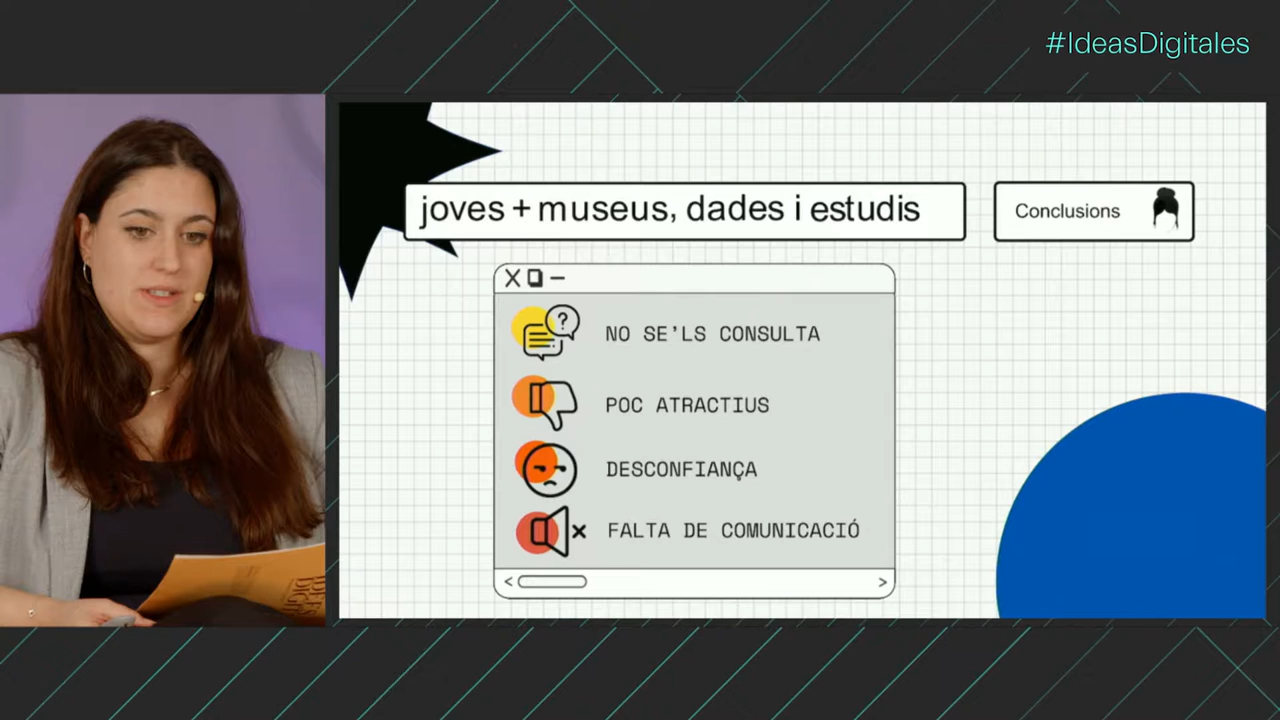 #IdeasDigitales
joves + museus, dades i estudis
Conclusions
NO SE'LS CONSULTA
POC ATRACTIUS
DESCONFIANÇA
FALTA DE COMUNICACIÓ